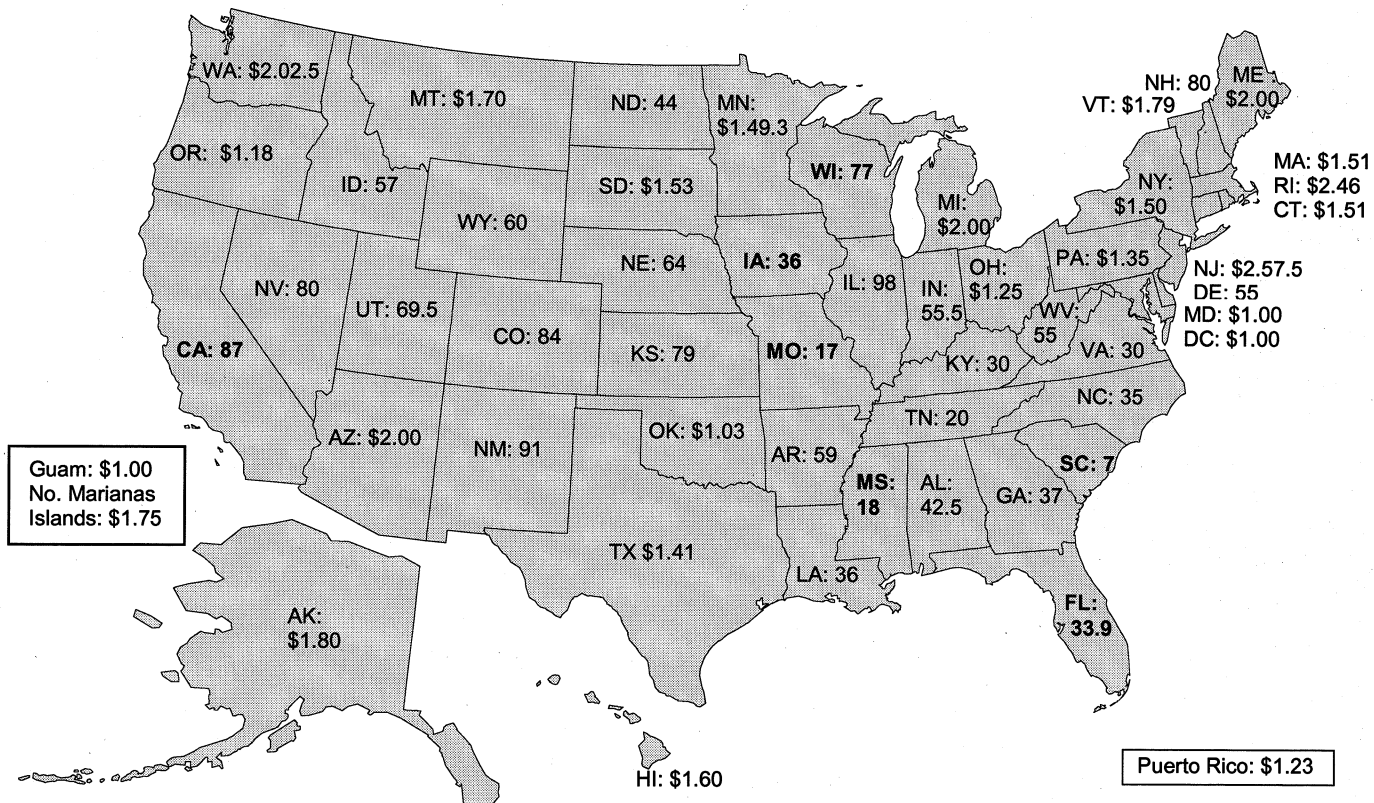 WA: $2.02.5
OR: $1.18
CA: 87
NV: 80
ID: 57
MT: $1.70
WY: 60
UT: 69.5
AZ: $2.00
CO: 84
NM: 91
ND: 44
SD: $1.53
NE: 64
KS: 79
OK: $1.03
TX $1.41
MN:
$1.49.3
IA: 36
MO: 17
AR: 59
LA: 36
WI: 77
IL: 98
MI:
$2.00
IN:
55.5
OH:
$1.25
KY: 30
TN: 20
MS:
18
AL:
42.5
GA: 37
FL:
33.9
SC: 7
NC: 35
VA: 30
WV:
55
PA: $1.35
NY:
$1.50
NH: 80
VT: $1.79
ME :
$2.00
MA: $1.51
RI: $2.46
CT: $1.51
NJ: $2.57.5
DE: 55
MD: $1.00
DC: $1.00
Guam: $1.00
No. Marianas
Islands: $1.75
AK:
$1.80
HI: $1.60
Puerto Rico: $1.23